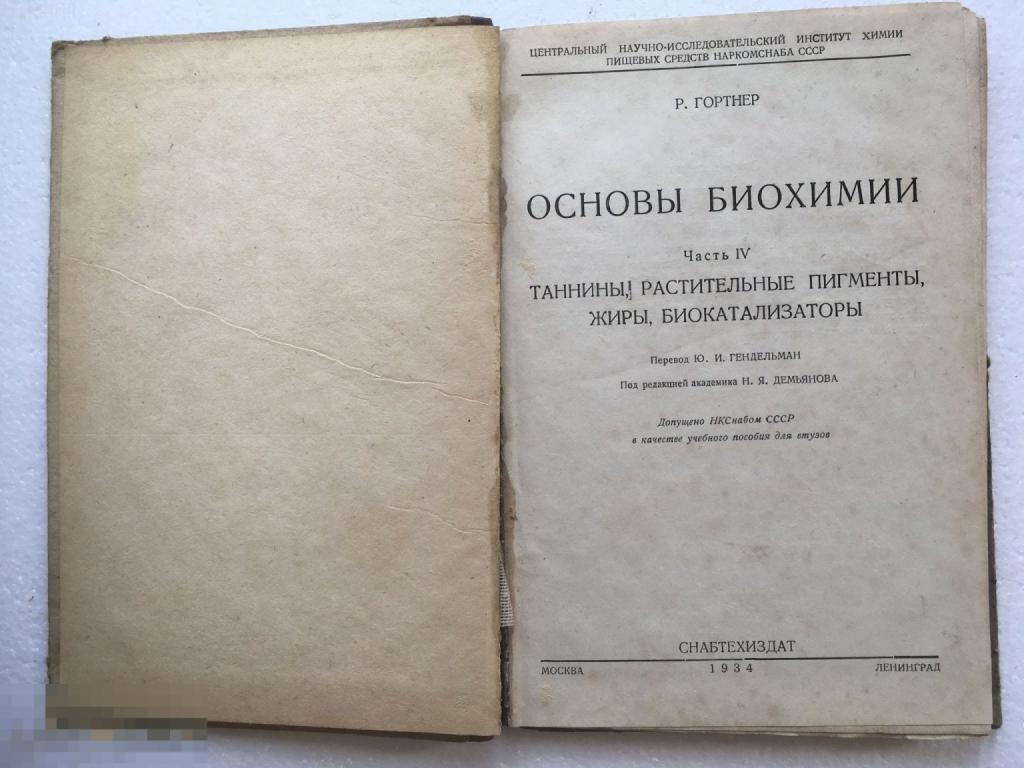 ЦЕНТРАЛЬНЫЙ НАУЧНО-ИССЛЕДОВАТЕЛЬСКИЙ ИНСТИТУТ ХИМИИ
ПИЩЕВЫХ СРЕДСТВ НАРКОМСНАБА СССР
Р. ГОРТНЕР
ОСНОВЫ БИОХИМИИ
Часть IV
ТАННИНЫ, РАСТИТЕЛЬНЫЕ ПИГМЕНТЫ,
ЖИРЫ, БИОКАТАЛИЗАТОРЫ
Перевод Ю. И. ГЕНДЕЛЬМАН
Под редакцией академика Н. Я. ДЕМЬЯНОВА
Допущено НКСнабом СССР
в качестве учебного пособия для втузов
СНАБТЕХИЗДАТ
МОСКВА 1934 ЛЕНИНГРАД